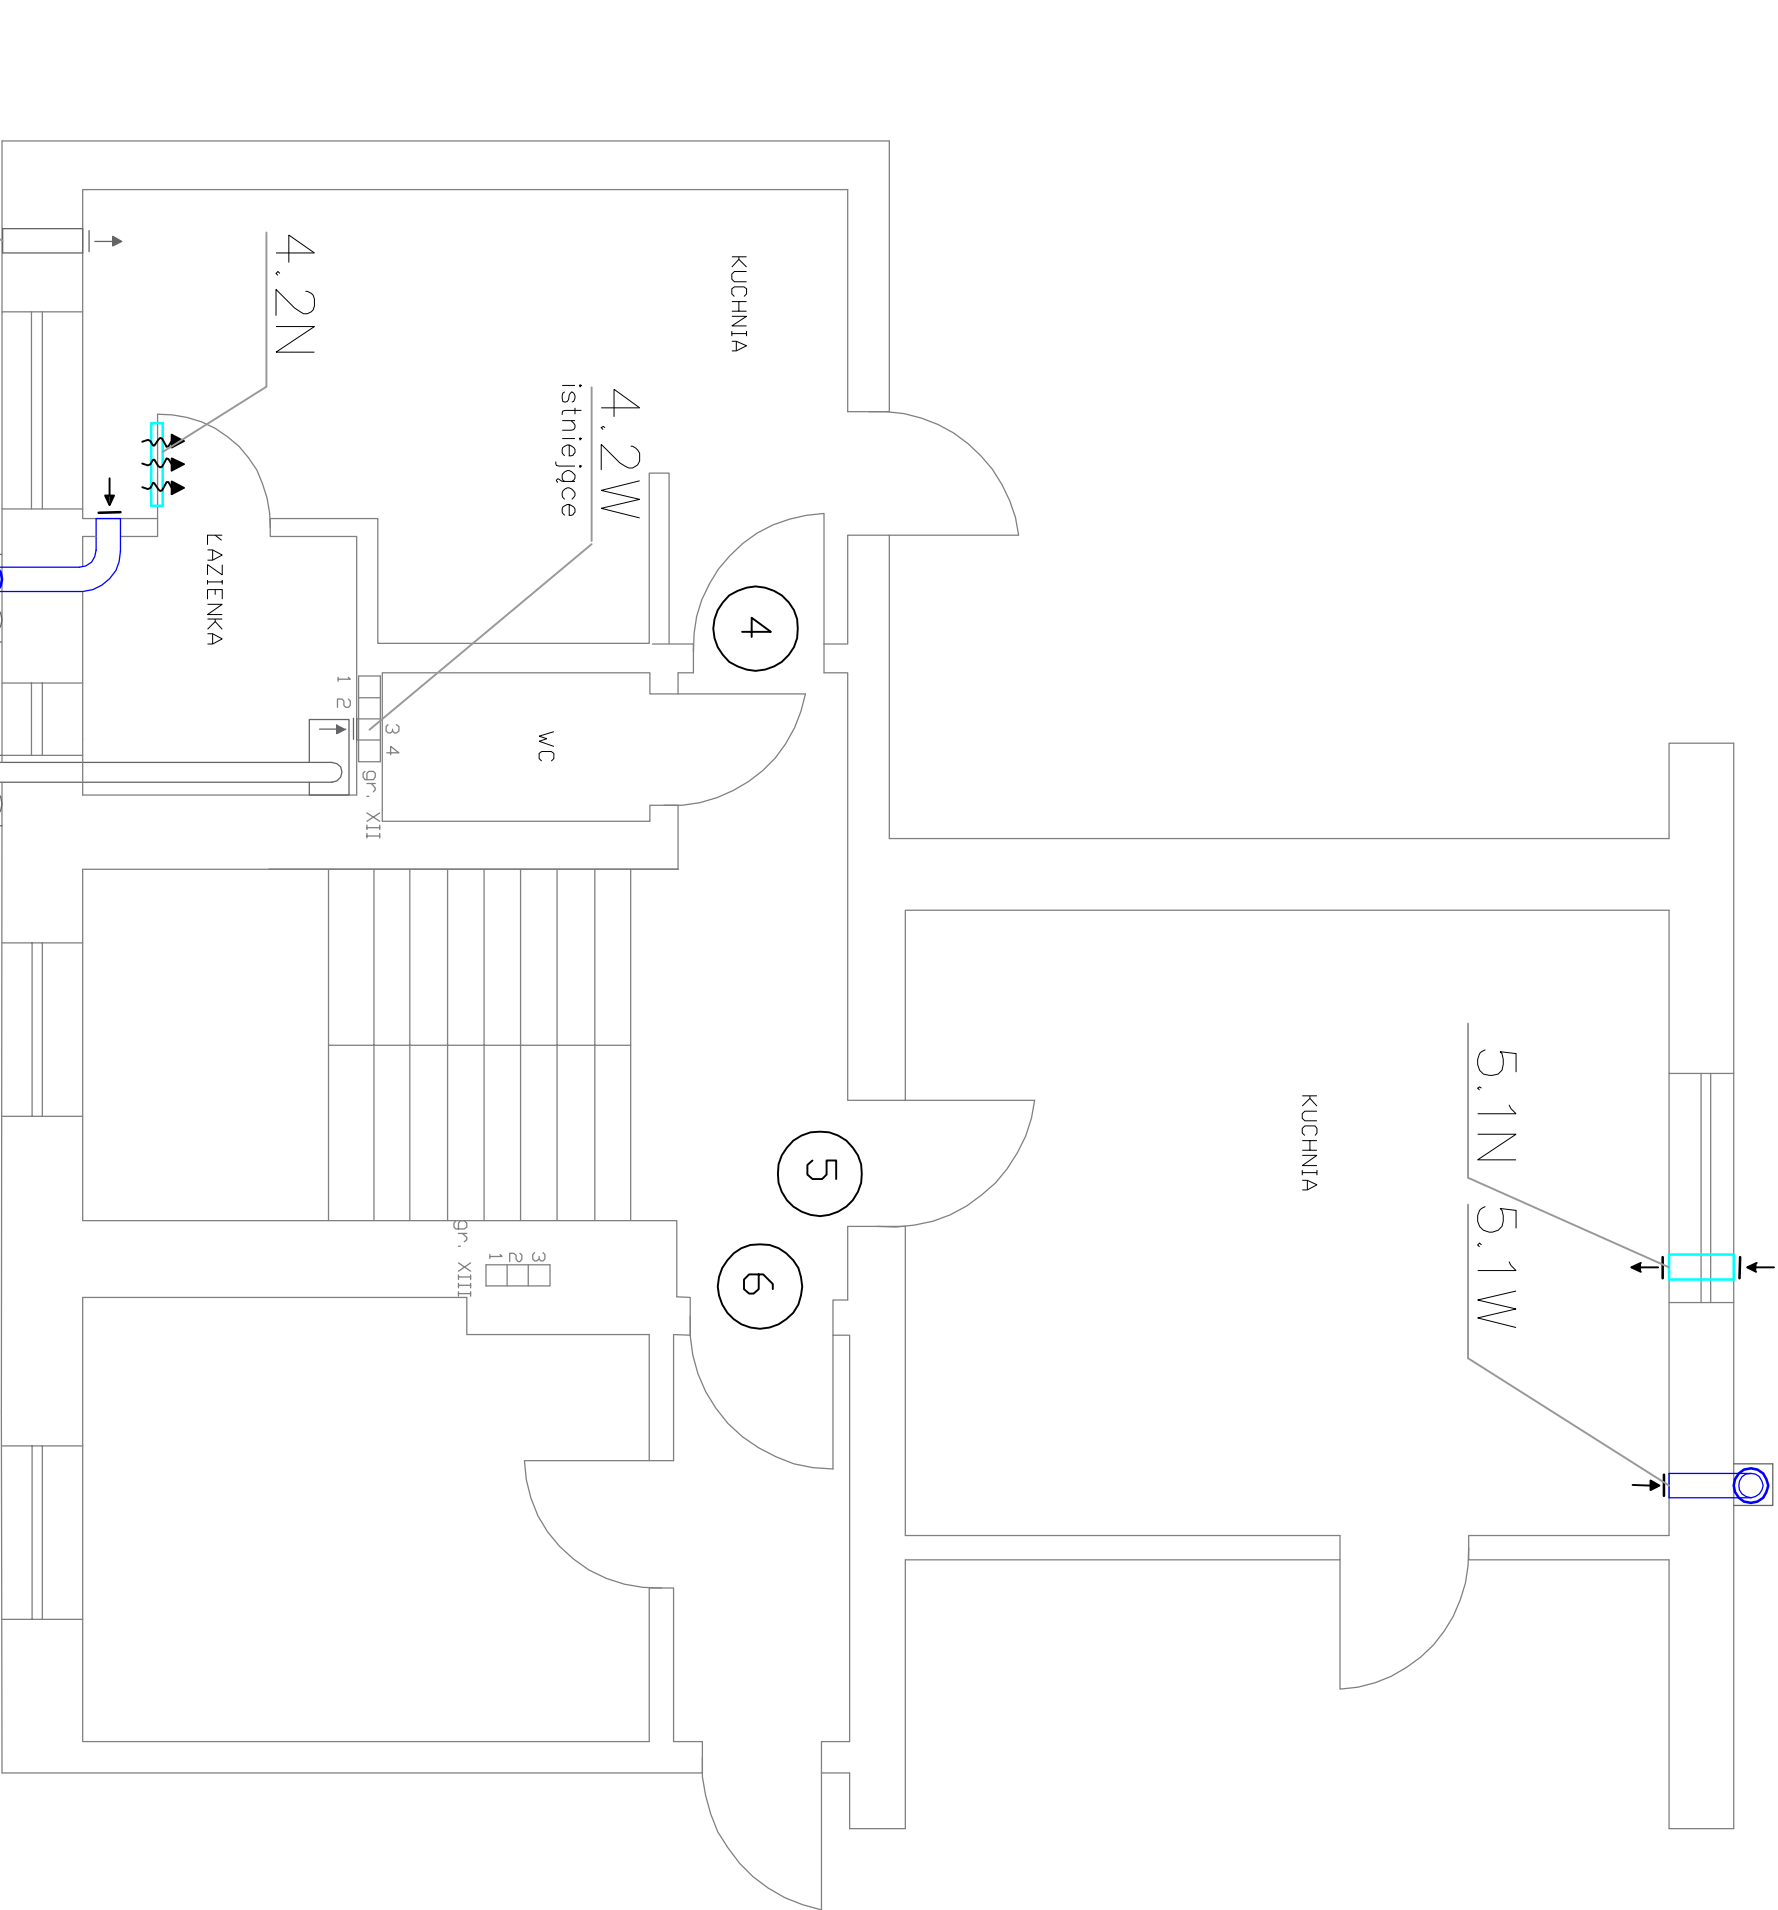 5.1N
5.1W
KUCHNIA
5
4
6
KUCHNIA
4.2W
istniejące
WC
3
2
1
gr. XIII
3 4
gr. XII
1 2
4.2N
ŁAZIENKA